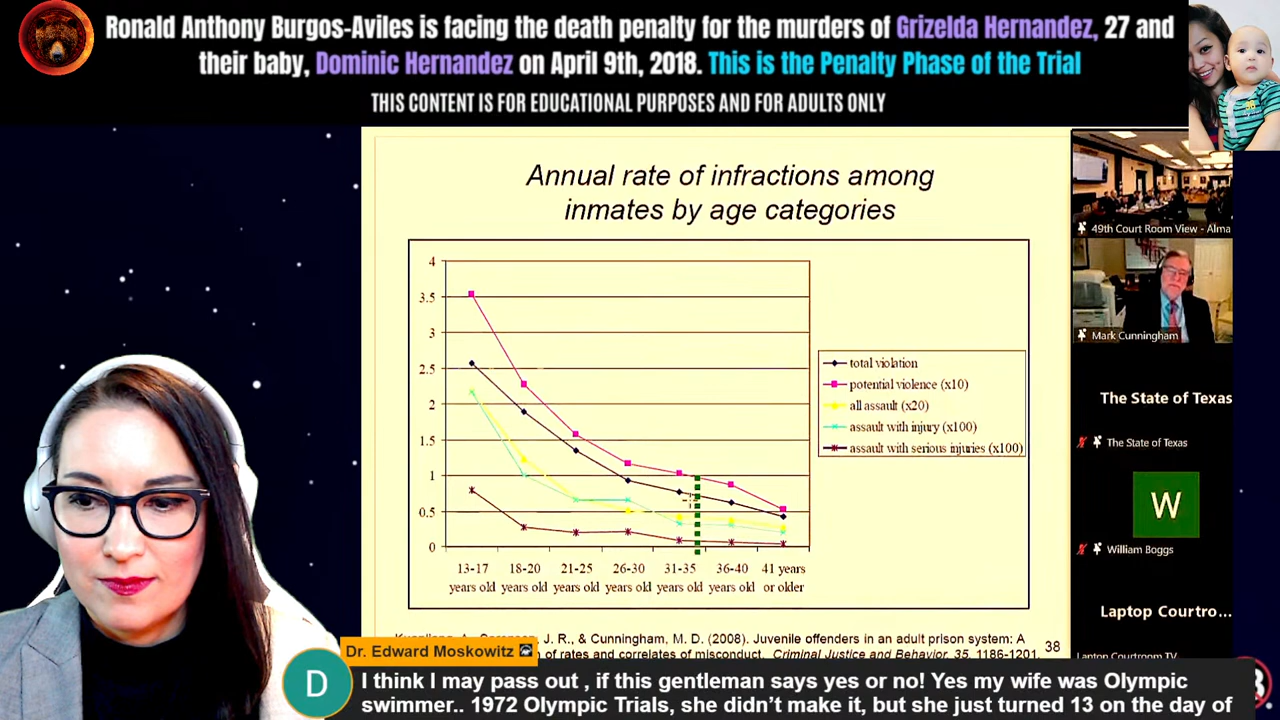 Ronald Anthony Burgos-Aviles is facing the death penalty for the murders of Grizelda Hernandez, 27 and
their baby, Dominic Hernandez on April 9th, 2018. This is the Penalty Phase of the Trial
THIS CONTENT IS FOR EDUCATIONAL PURPOSES AND FOR ADULTS ONLY
Annual rate of infractions among
inmates by age categories
4
3.5
3
2.5
2
1.5
1
0.5
0
13-17 18-20 21-25 26-30 31-35 36-40 41 years
years old years old years old years old years old years old or older
total violation
potential violence (x10)
all assault (x20)
assault with injury (x100)
assault with serious injuries (x100)
J. R., & Cunningham, M. D. (2008). Juvenile offenders in an adult prison system: A
of rates and correlates of misconduct. Criminal Justice and Behavior, 35, 1186-1201.
38
49th Court Room View - Alma
Mark Cunningham
The State of Texas
The State of Texas
W
William Boggs
Laptop Courtro...
Laptop Courtroom TV
Dr. Edward Moskowitz
D
I think I may pass out , if this gentleman says yes or no! Yes my wife was Olympic
swimmer.. 1972 Olympic Trials, she didn't make it, but she just turned 13 on the day of